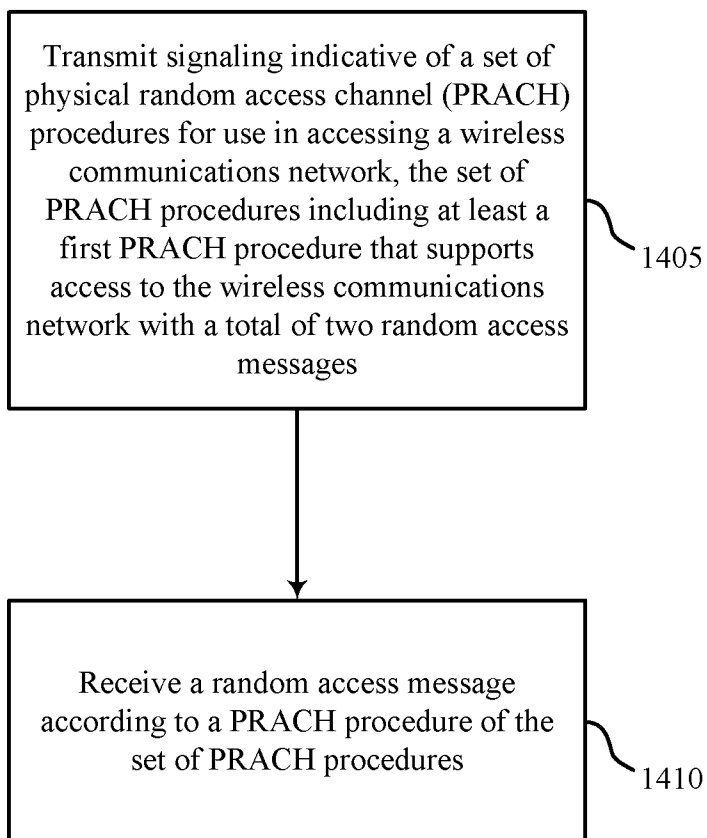 Transmit signaling indicative of a set of
physical random access channel (PRACH)
procedures for use in accessing a wireless
communications network, the set of
PRACH procedures including at least a
first PRACH procedure that supports
access to the wireless communications
network with a total of two random access
messages
1405
Receive a random access message
according to a PRACH procedure of the
set of PRACH procedures
1410